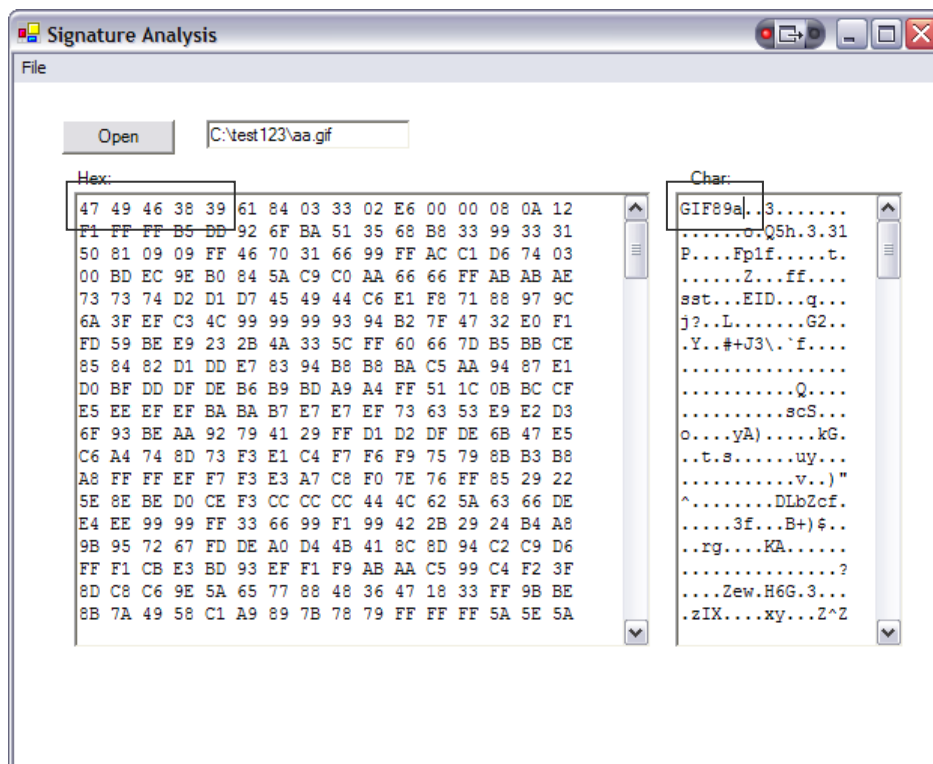 Signature Analysis
File
Open
C:\test123\aa.gif
Hex:
Char:
47 49 46 38 39 61 84 03 33 02 E6 00 00 08 0A 12
F1 FF FF B5 DD 92 6F BA 51 35 68 B8 33 99 33 31
50 81 09 09 FF 46 70 31 66 99 FF AC C1 D6 74 03
00 BD EC 9E B0 84 5A C9 C0 AA 66 66 FF AB AB AE
73 73 74 D2 D1 D7 45 49 44 C6 E1 F8 71 88 97 9C
6A 3F EF C3 4C 99 99 99 93 94 B2 7F 47 32 E0 F1
FD 59 BE E9 23 2B 4A 33 5C FF 60 66 7D B5 BB CE
85 84 82 D1 DD E7 83 94 B8 B8 BA C5 AA 94 87 E1
D0 BF DD DF DE B6 B9 BD A9 A4 FF 51 1C 0B BC CF
E5 EE EF EF BA BA B7 E7 E7 EF 73 63 53 E9 E2 D3
6F 93 BE AA 92 79 41 29 FF D1 D2 DF DE 6B 47 E5
C6 A4 74 8D 73 F3 E1 C4 F7 F6 F9 75 79 8B B3 B8
A8 FF FF EF F7 F3 E3 A7 C8 F0 7E 76 FF 85 29 22
5E 8E BE D0 CE F3 CC CC CC 44 4C 62 5A 63 66 DE
E4 EE 99 99 FF 33 66 99 F1 99 42 2B 29 24 B4 A8
9B 95 72 67 FD DE A0 D4 4B 41 8C 8D 94 C2 C9 D6
FF F1 CB E3 BD 93 EF F1 F9 AB AA C5 99 C4 F2 3F
8D C8 C6 9E 5A 65 77 88 48 36 47 18 33 FF 9B BE
8B 7A 49 58 C1 A9 89 7B 78 79 FF FF FF 5A 5E 5A
GIF89a..3.......
......o.Q5h.3.31
P....Fp1f.....t.
......Z...ff....
sst...EID...q...
j?..L.......G2..
.Y..#+J3\.`f....
................
...........Q....
..........scS...
o....yA).....kG.
..t.s......uy...
.............v..)"
^........DLbZcf.
.....3f...B+)$..
..rg....KA......
...............?
....Zew.H6G.3...
.zIX....xy...Z^Z